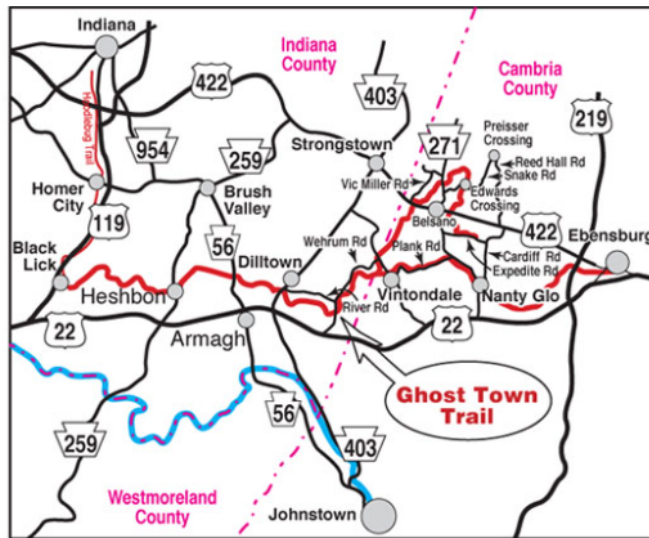 Indiana
Indiana
County
Cambria
County
422
403
219
Hoodlebug Trail
954
259
Strongstown
271
Preisser
Crossing
Reed Hall Rd
Snake Rd
Vic Miller Rd
Edwards
Crossing
Homer
City
Brush
Valley
Belsano
119
56
Wehrum Rd
Plank Rd
422
Ebensburg
Black
Lick
Dilltown
Cardiff Rd
Expedite Rd
Heshbon
Vintondale
Nanty Glo
River Rd
22
Armagh
22
Ghost Town
Trail
259
56
403
Westmoreland
County
Johnstown